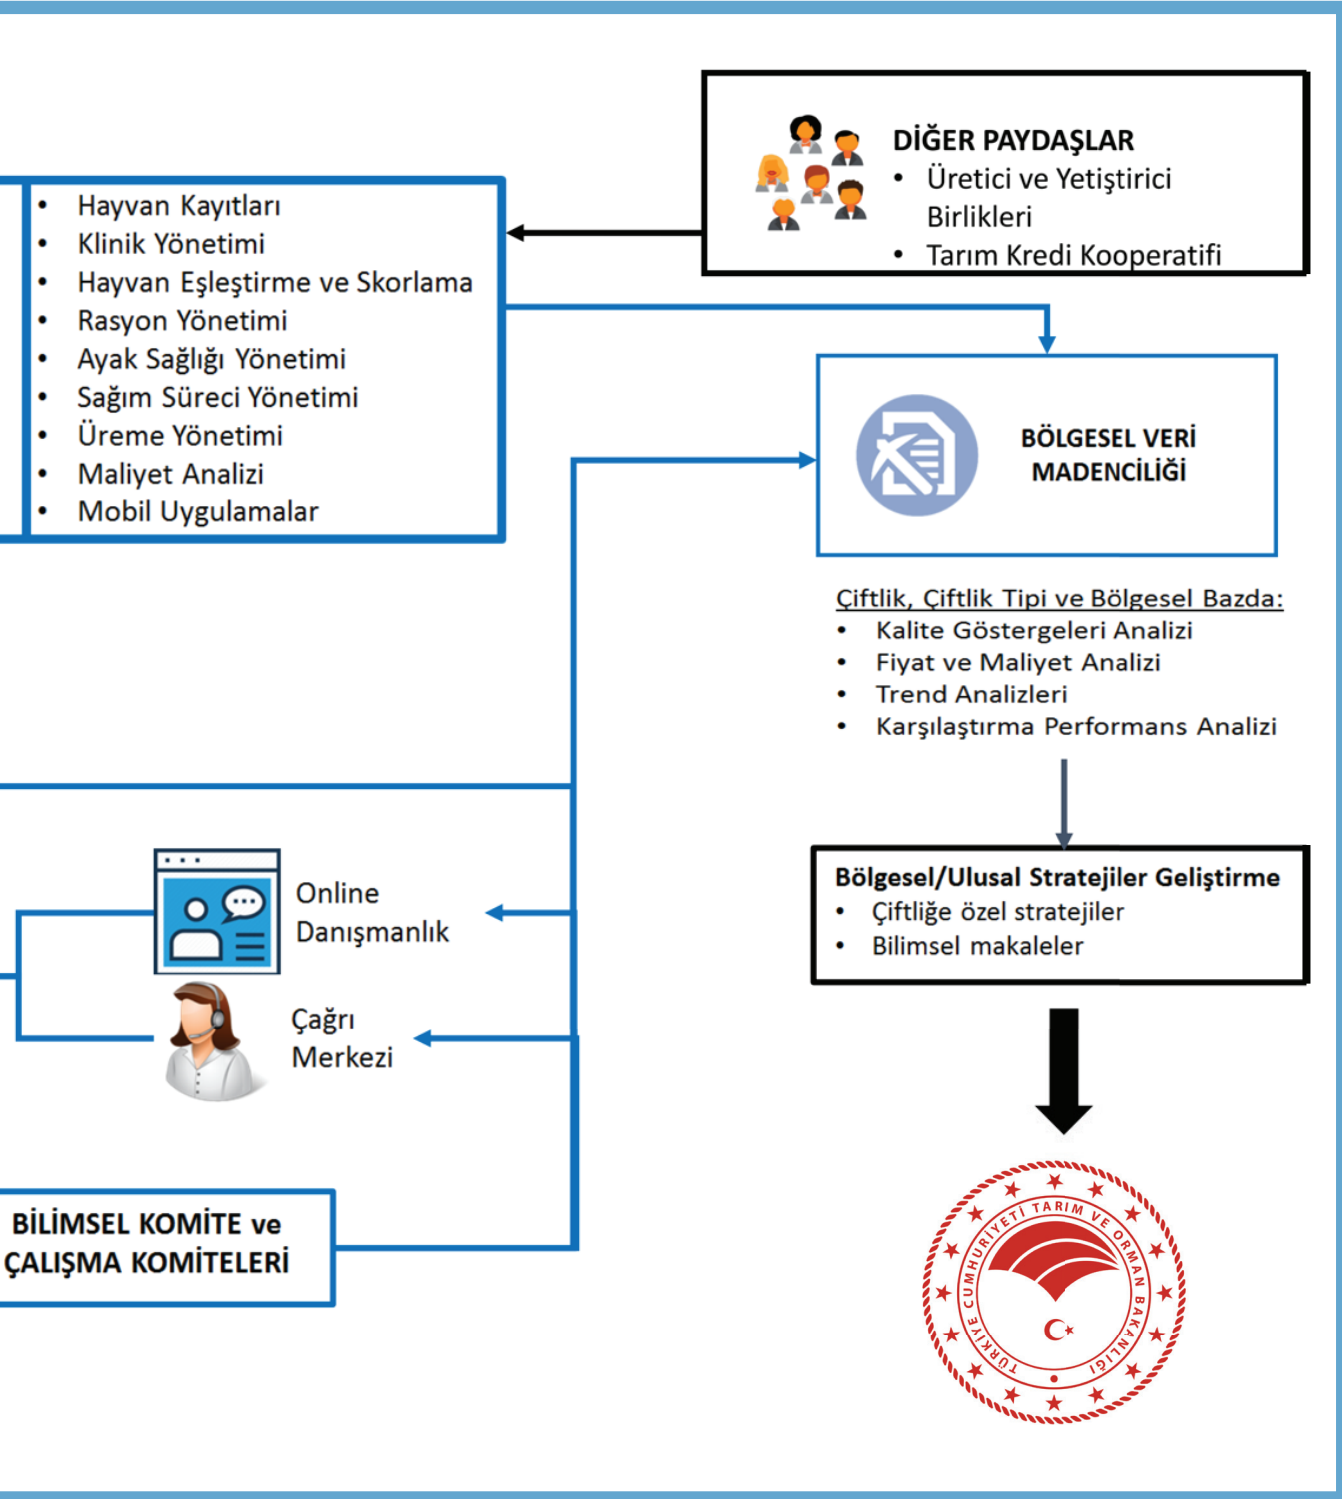 DİĞER PAYDAŞLAR
• Üretici ve Yetiştirici
Birlikleri
• Tarım Kredi Kooperatifi
• Hayvan Kayıtları
• Klinik Yönetimi
• Hayvan Eşleştirme ve Skorlama
• Rasyon Yönetimi
• Ayak Sağlığı Yönetimi
• Sağım Süreci Yönetimi
• Üreme Yönetimi
• Maliyet Analizi
• Mobil Uygulamalar
BÖLGESEL VERİ
MADENCİLİĞİ
Çiftlik, Çiftlik Tipi ve Bölgesel Bazda:
• Kalite Göstergeleri Analizi
• Fiyat ve Maliyet Analizi
• Trend Analizleri
• Karşılaştırma Performans Analizi
Bölgesel/Ulusal Stratejiler Geliştirme
• Çiftliğe özel stratejiler
• Bilimsel makaleler
Online
Danışmanlık
Çağrı
Merkezi
BİLİMSEL KOMİTE ve
ÇALIŞMA KOMİTELERİ
TÜRKİYE CUMHURİYETİ TARIM VE ORMAN BAKANLIĞI